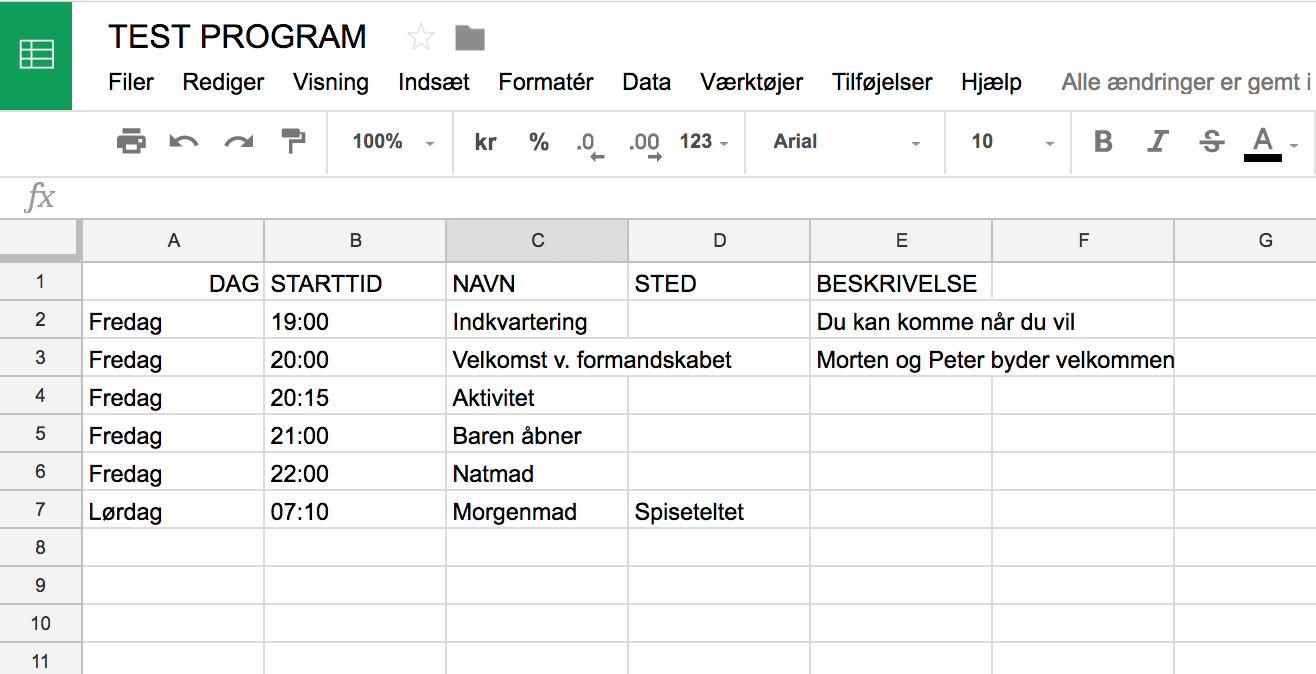 TEST PROGRAM
Filer Rediger Visning Indsæt Formatér Data Værktøjer Tilføjelser Hjælp Alle ændringer er gemt i
100% kr % .0 .00 123 Arial 10 B I S A
fx
A B C D E F G
1 DAG STARTTID NAVN STED BESKRIVELSE
2 Fredag 19:00 Indkvartering Du kan komme når du vil
3 Fredag 20:00 Velkomst v. formandskabet Morten og Peter byder velkommen
4 Fredag 20:15 Aktivitet
5 Fredag 21:00 Baren åbner
6 Fredag 22:00 Natmad
7 Lørdag 07:10 Morgenmad Spiseteltet
8
9
10
11